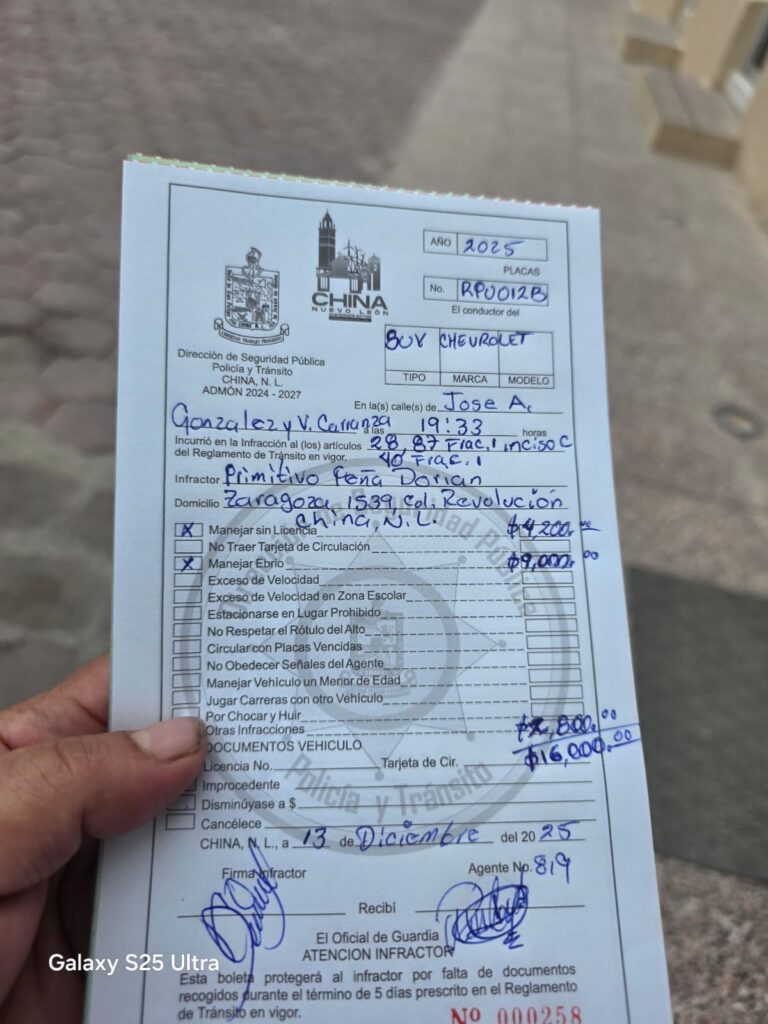 AÑO 2025
PLACAS
No. RPU012B
El conductor del
CHINA
NUEVO LEÓN
SUV CHEVROLET
TIPO MARCA MODELO
Dirección de Seguridad Pública
Policía y Tránsito
CHINA, N. L.
ADMÓN 2024 - 2027
En la(s) calle(s) de Jose A.
Gonzalez y V. Carranza a las 19:33 horas
Incurrió en la Infracción al (los) artículos 28, 87 Frac, 1, inciso C
del Reglamento de Tránsito en vigor. 40 Frac. 1
Infractor Primitivo Peña Dorian
Domicilio Zaragoza, 1539, Col. Revolución
China, N. L.
X Manejar sin Licencia $4,200.00
No Traer Tarjeta de Circulación
X Manejar Ebrio $9,000.00
Exceso de Velocidad
Exceso de Velocidad en Zona Escolar
Estacionarse en Lugar Prohibido
No Respetar el Rótulo del Alto
Circular con Placas Vencidas
No Obedecer Señales del Agente
Manejar Vehículo un Menor de Edad
Jugar Carreras con otro Vehículo
Por Chocar y Huir
Otras Infracciones $2,800.00
DOCUMENTOS VEHICULO $16,000.00
Licencia No. Tarjeta de Cir.
Improcedente
Disminúyase a $
Cancélece
CHINA, N. L., a 13 de Diciembre del 2025
Firma Infractor Agente No. 819
Recibí
El Oficial de Guardia
ATENCION INFRACTOR
Esta boleta protegerá al infractor por falta de documentos
recogidos durante el término de 5 días prescrito en el Reglamento
de Tránsito en vigor.
Nº 000258
Policía y Tránsito
Galaxy S25 Ultra